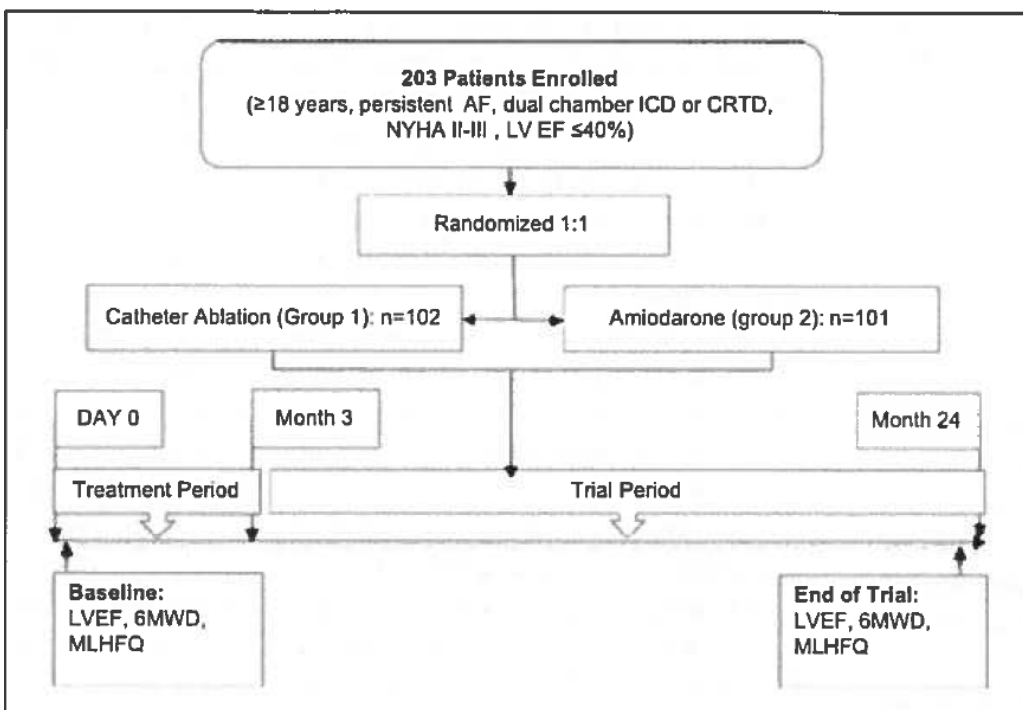 203 Patients Enrolled
(≥18 years, persistent AF, dual chamber ICD or CRTD,
NYHA II-III , LV EF ≤40%)
Randomized 1:1
Catheter Ablation (Group 1): n=102
Amiodarone (group 2): n=101
DAY 0
Month 3
Month 24
Treatment Period
Trial Period
Baseline:
LVEF, 6MWD,
MLHFQ
End of Trial:
LVEF, 6MWD,
MLHFQ